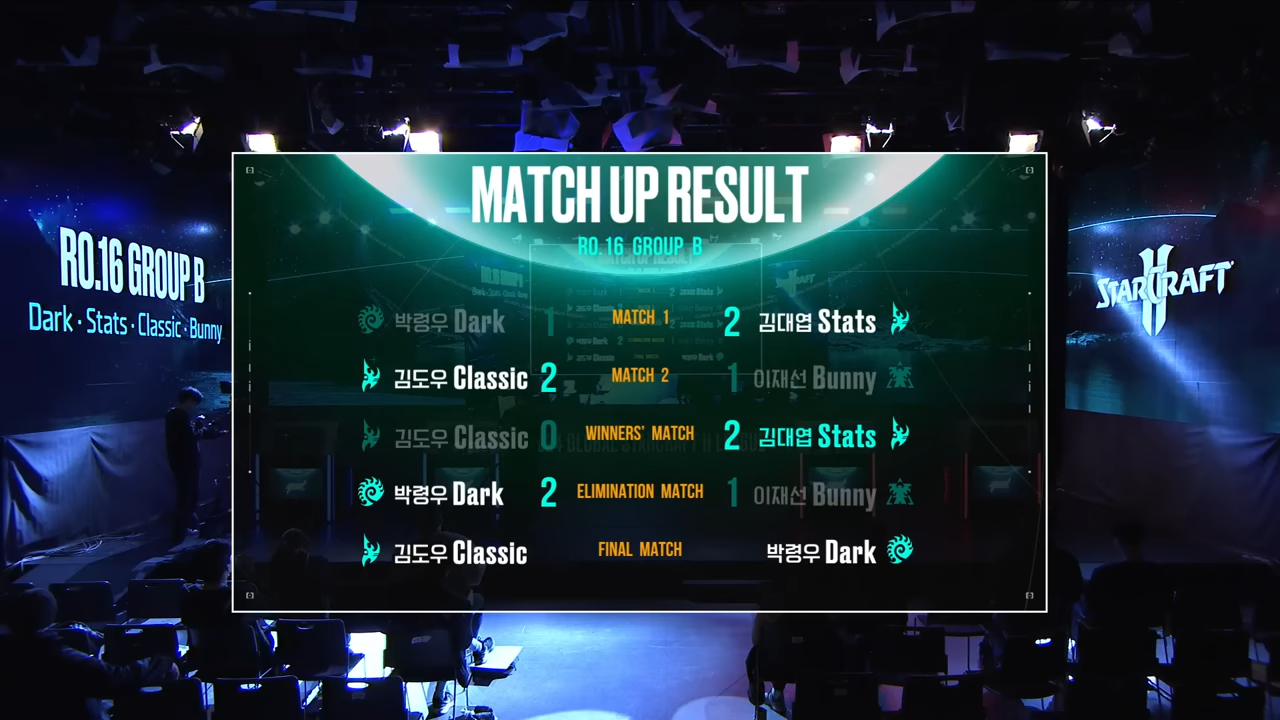 MATCH UP RESULT
RO.16 GROUP B
박령우 Dark 1 MATCH 1 2 김대엽 Stats
김도우 Classic 2 MATCH 2 1 이재선 Bunny
김도우 Classic 0 WINNERS' MATCH 2 김대엽 Stats
박령우 Dark 2 ELIMINATION MATCH 1 이재선 Bunny
김도우 Classic FINAL MATCH 박령우 Dark
RO.16 GROUP B
Dark · Stats · Classic · Bunny
STARCRAFT II